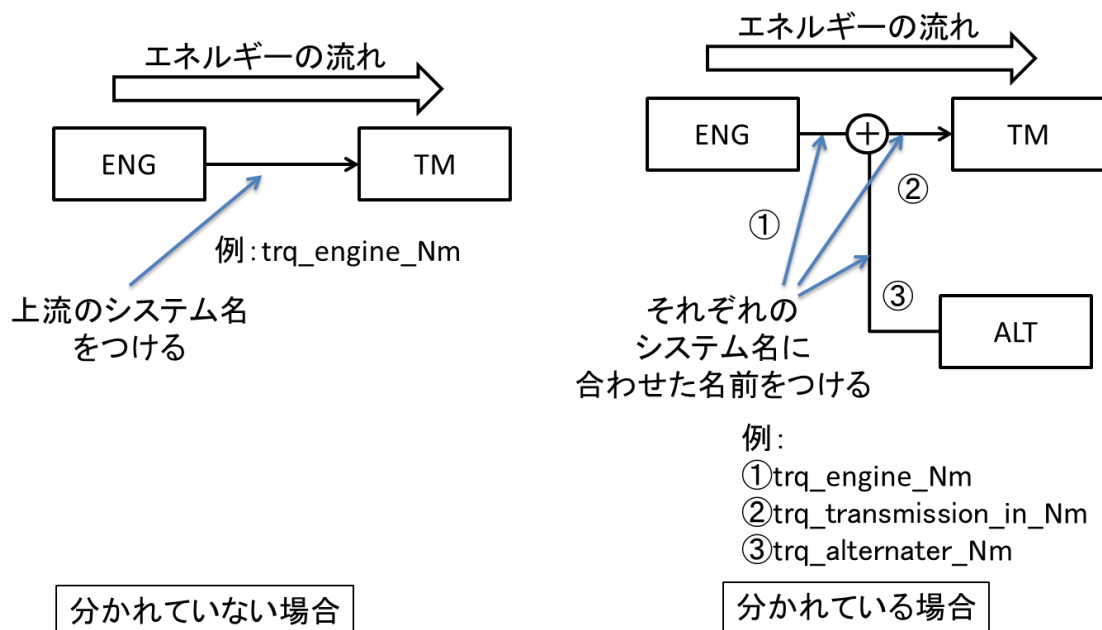 エネルギーの流れ
ENG
TM
例：trq_engine_Nm
上流のシステム名
をつける
分かれていない場合
エネルギーの流れ
ENG
TM
①
②
③
ALT
それぞれの
システム名に
合わせた名前をつける
例：
①trq_engine_Nm
②trq_transmission_in_Nm
③trq_alternater_Nm
分かれている場合